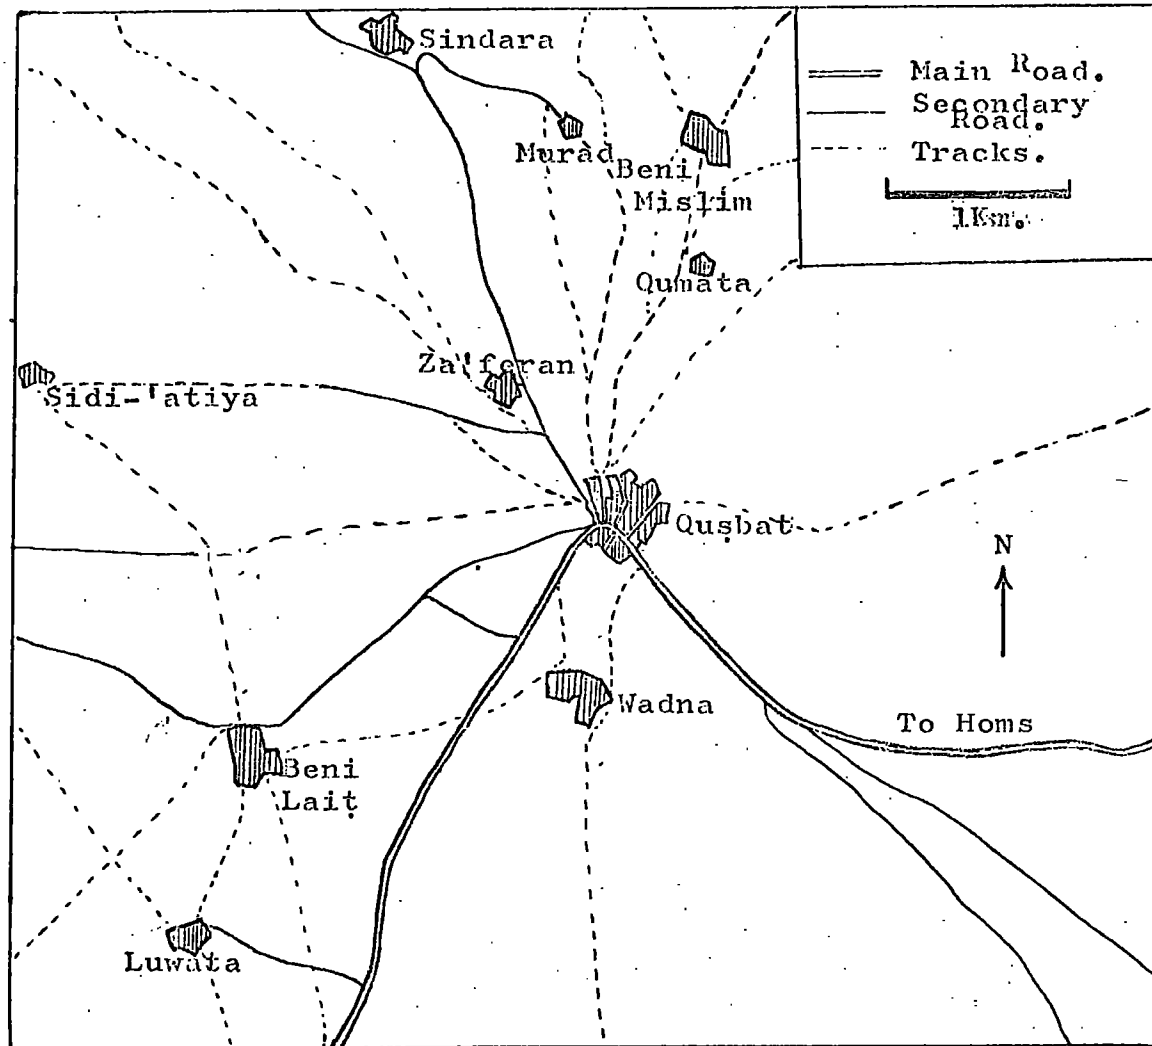 Sindara
Main Road.
Secondary
Road.
Tracks.
1Km.
Murad
Beni
Mislim
Qumata
Za'feran
Sidi-'atiya
Qusbat
N
Wadna
To Homs
Beni
Laiṭ
Luwata